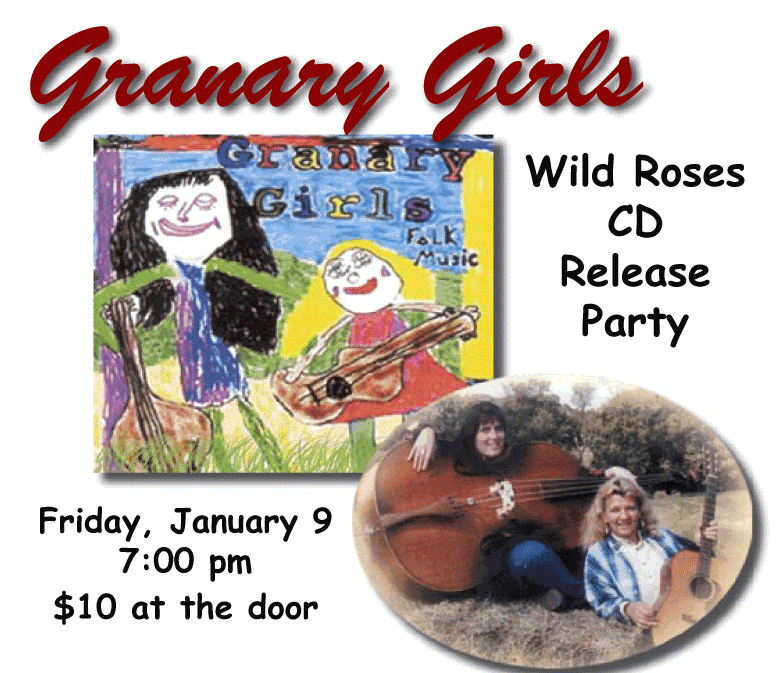 Granary Girls
Granary
Girls
Folk
Music
Wild Roses
CD
Release
Party
Friday, January 9
7:00 pm
$10 at the door